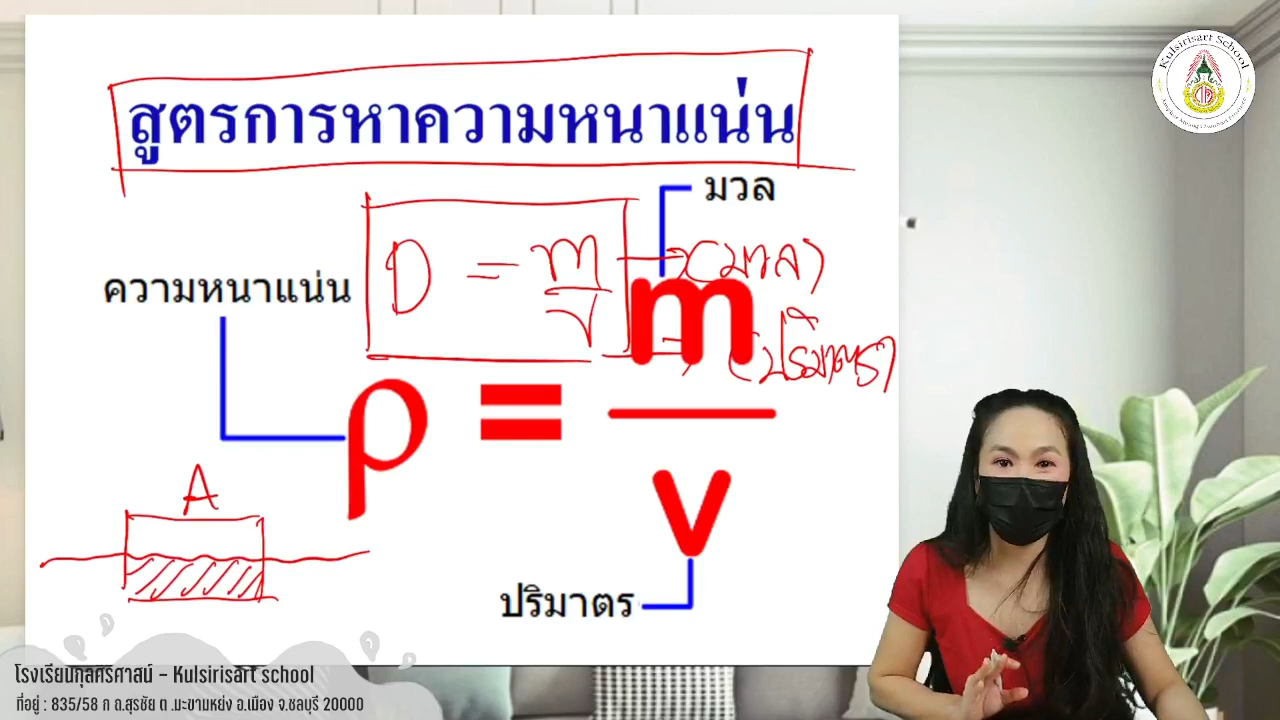 Kulsirisart School
สูตรการหาความหนาแน่น
มวล
D = m/V
(มวล)
ความหนาแน่น
(ปริมาตร)
ρ = m/v
A
ปริมาตร
โรงเรียนกุลศิริศาสน์ - Kulsirisart school
ที่อยู่ : 835/58 ก ถ.สุรชัย ต .มะขามหย่ง อ.เมือง จ.ชลบุรี 20000